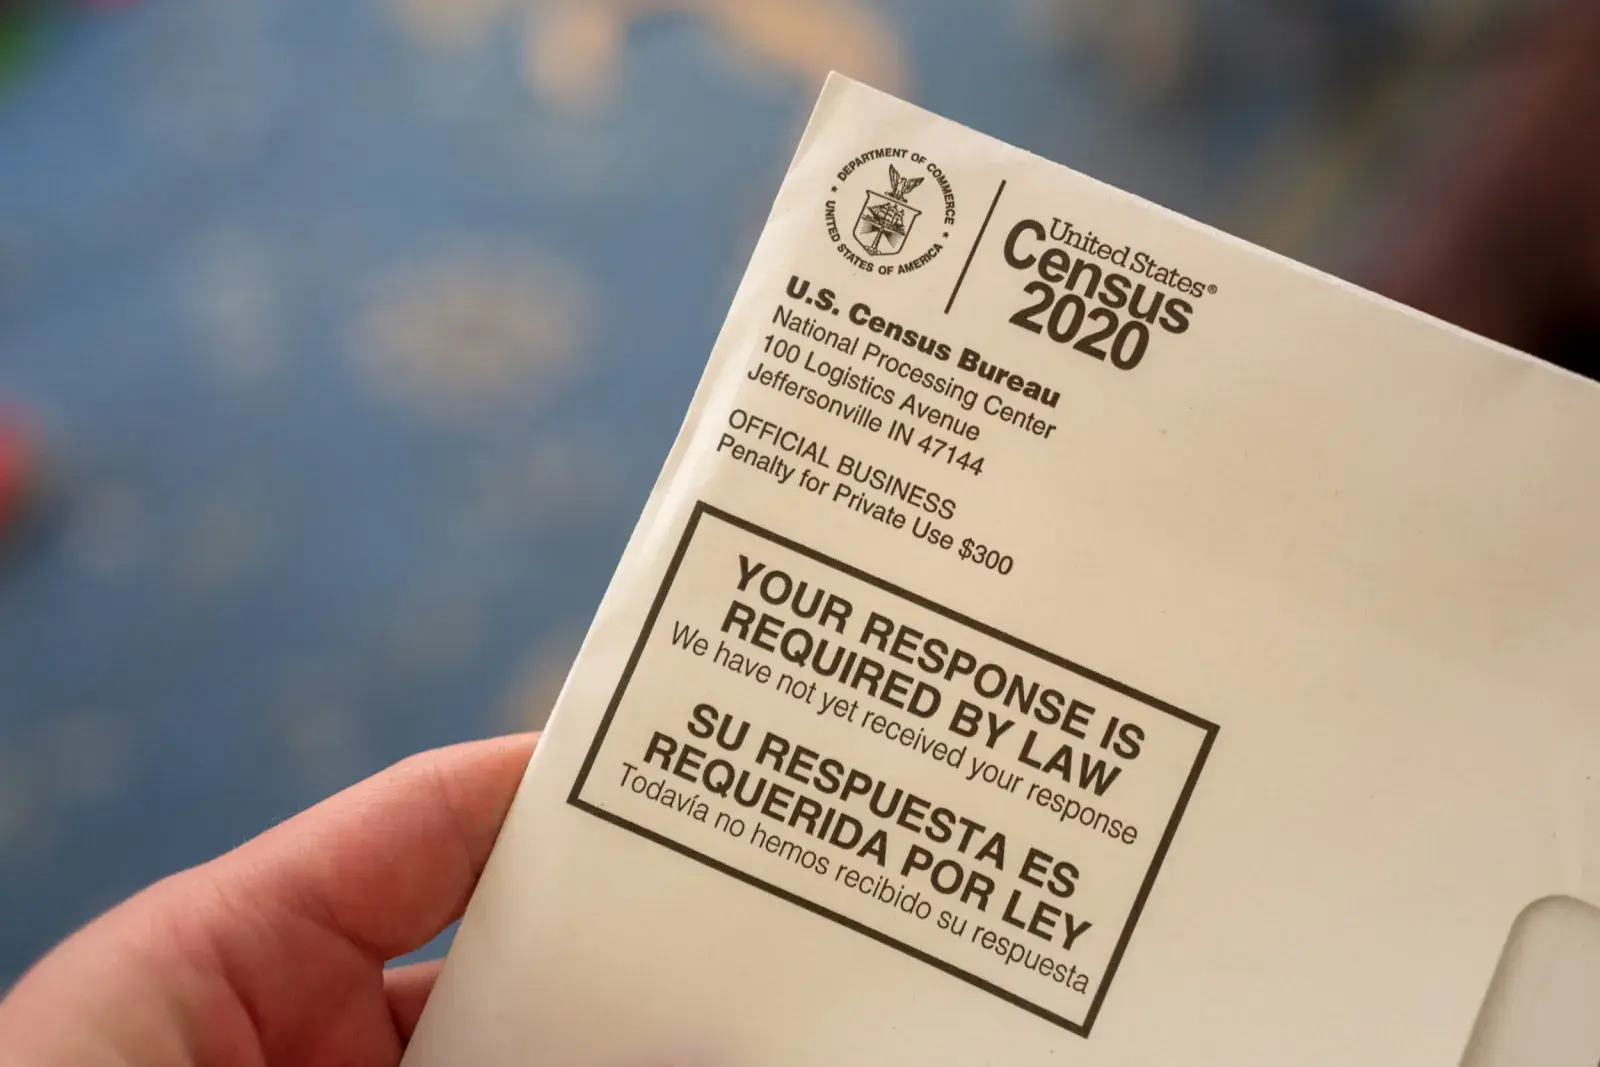 DEPARTMENT OF COMMERCE
UNITED STATES OF AMERICA
United States®
Census
2020
U.S. Census Bureau
National Processing Center
100 Logistics Avenue
Jeffersonville IN 47144
OFFICIAL BUSINESS
Penalty for Private Use $300
YOUR RESPONSE IS
REQUIRED BY LAW
We have not yet received your response
SU RESPUESTA ES
REQUERIDA POR LEY
Todavía no hemos recibido su respuesta